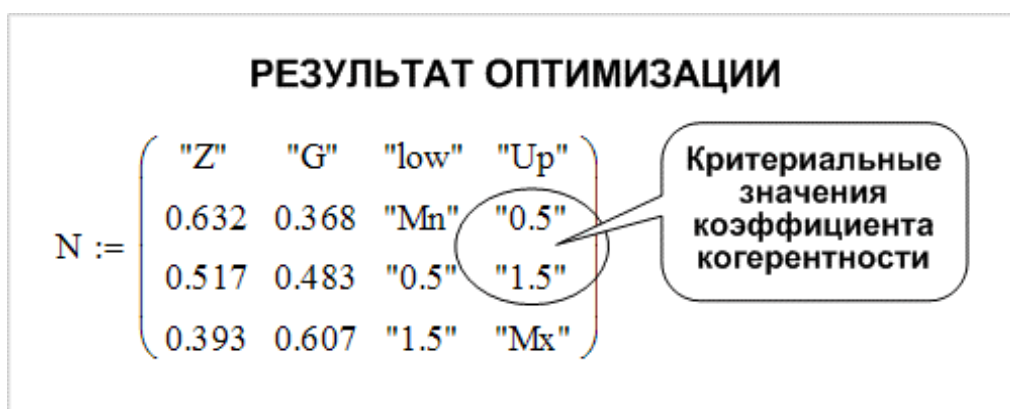 РЕЗУЛЬТАТ ОПТИМИЗАЦИИ
"Z" "G" "low" "Up"
0.632 0.368 "Mn" "0.5"
N :=
0.517 0.483 "0.5" "1.5"
0.393 0.607 "1.5" "Mx"
Критериальные
значения
коэффициента
когерентности